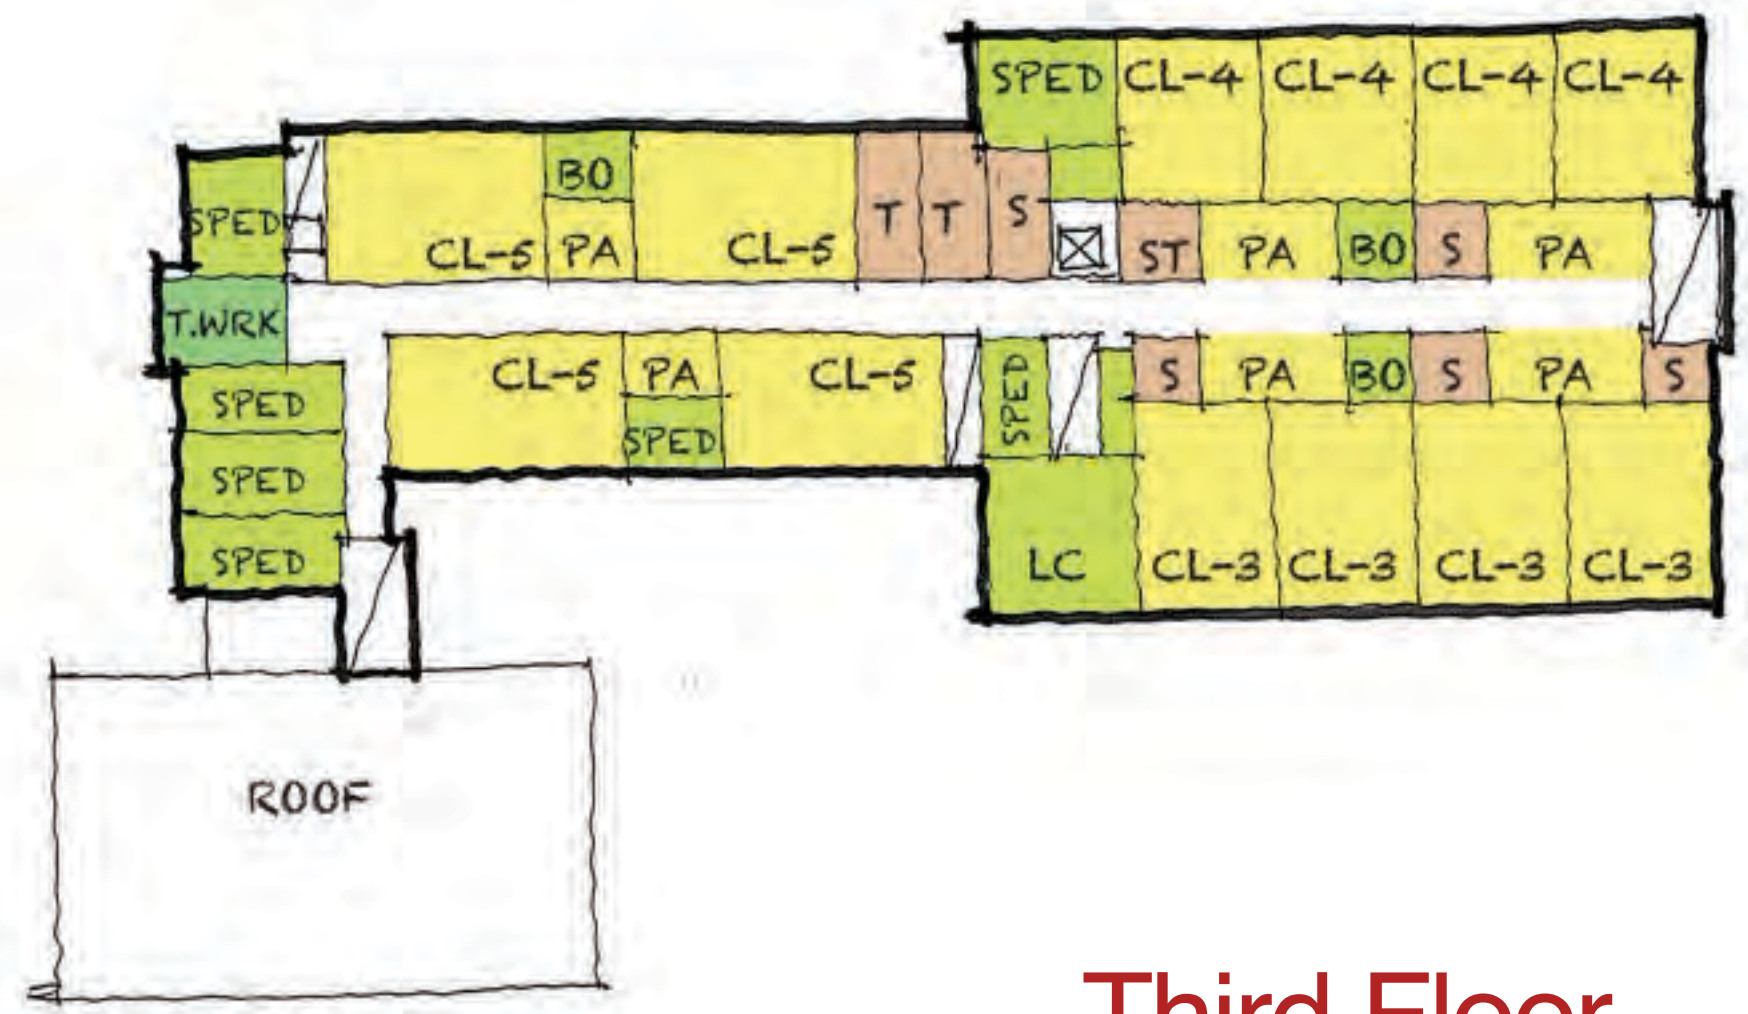 SPED CL-4 CL-4 CL-4 CL-4
BO
SPED CL-5 PA CL-5 T T S ST PA BO S PA
T.WRK
CL-5 PA CL-5 SPED S PA BO S PA S
SPED
SPED
SPED
SPED LC CL-3 CL-3 CL-3 CL-3
ROOF
Third Floor